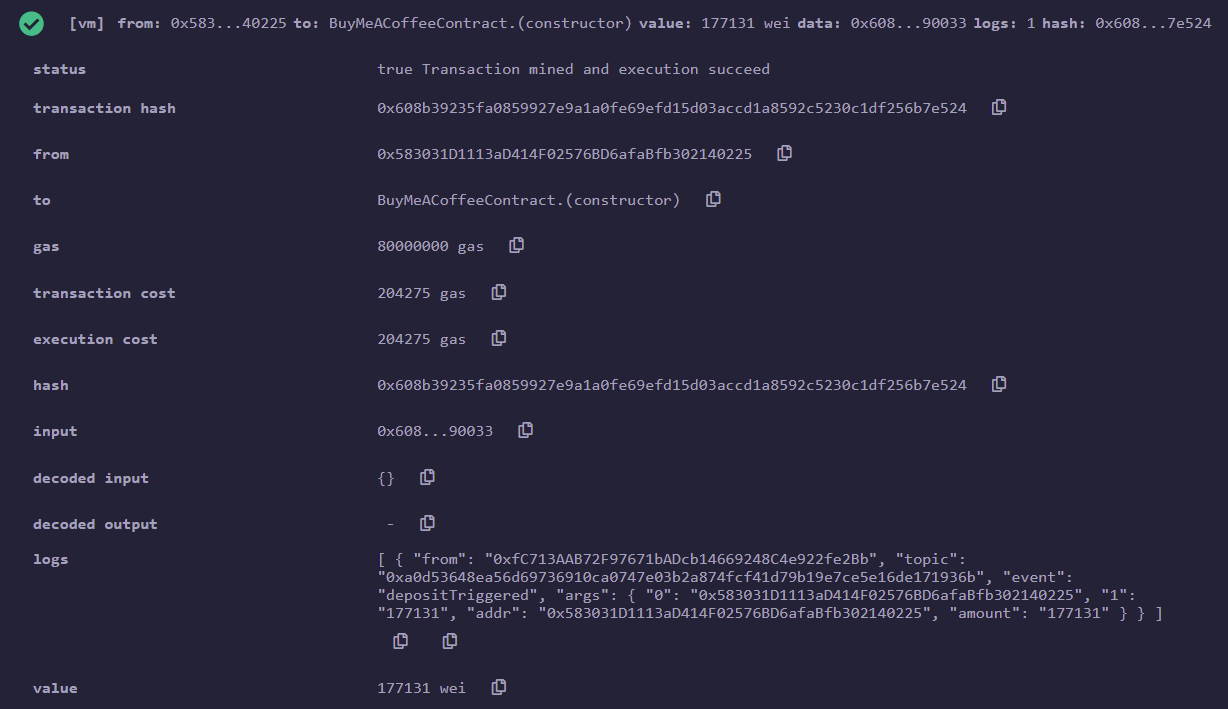 [vm] from: 0x583...40225 to: BuyMeACoffeeContract.(constructor) value: 177131 wei data: 0x608...90033 logs: 1 hash: 0x608...7e524
status true Transaction mined and execution succeed
transaction hash 0x608b39235fa0859927e9a1a0fe69efd15d03accd1a8592c5230c1df256b7e524
from 0x583031D1113aD414F02576BD6afaBfb302140225
to BuyMeACoffeeContract.(constructor)
gas 80000000 gas
transaction cost 204275 gas
execution cost 204275 gas
hash 0x608b39235fa0859927e9a1a0fe69efd15d03accd1a8592c5230c1df256b7e524
input 0x608...90033
decoded input {}
decoded output -
logs [ { "from": "0xfC713AAB72F97671bADcb14669248C4e922fe2Bb", "topic":
"0xa0d53648ea56d69736910ca0747e03b2a874fcf41d79b19e7ce5e16de171936b", "event":
"depositTriggered", "args": { "0": "0x583031D1113aD414F02576BD6afaBfb302140225", "1":
"177131", "addr": "0x583031D1113aD414F02576BD6afaBfb302140225", "amount": "177131" } } ]
value 177131 wei